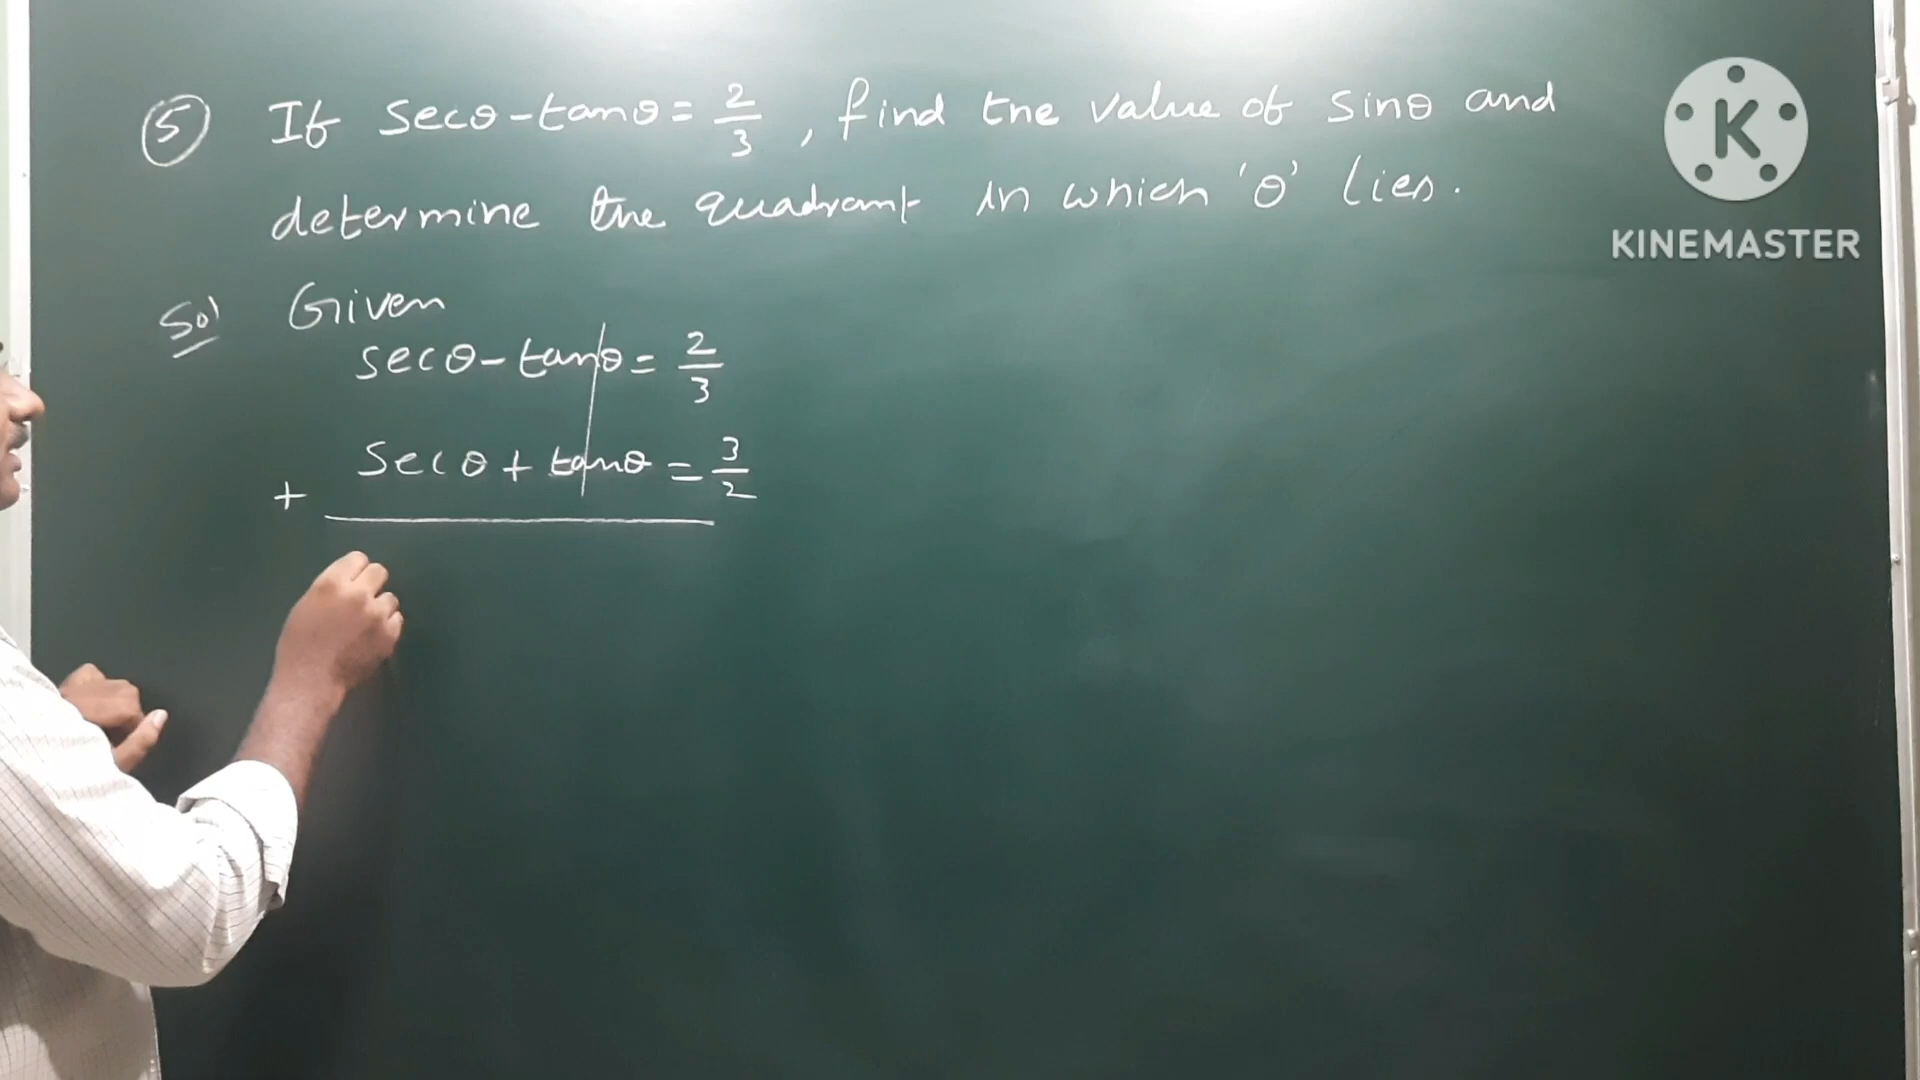 ⑤ If secθ-tanθ = 2/3, find the value of sinθ and
determine the quadrant in which 'θ' lies.
Sol Given
secθ-tanθ = 2/3
secθ+tanθ = 3/2
+
K
KINEMASTER